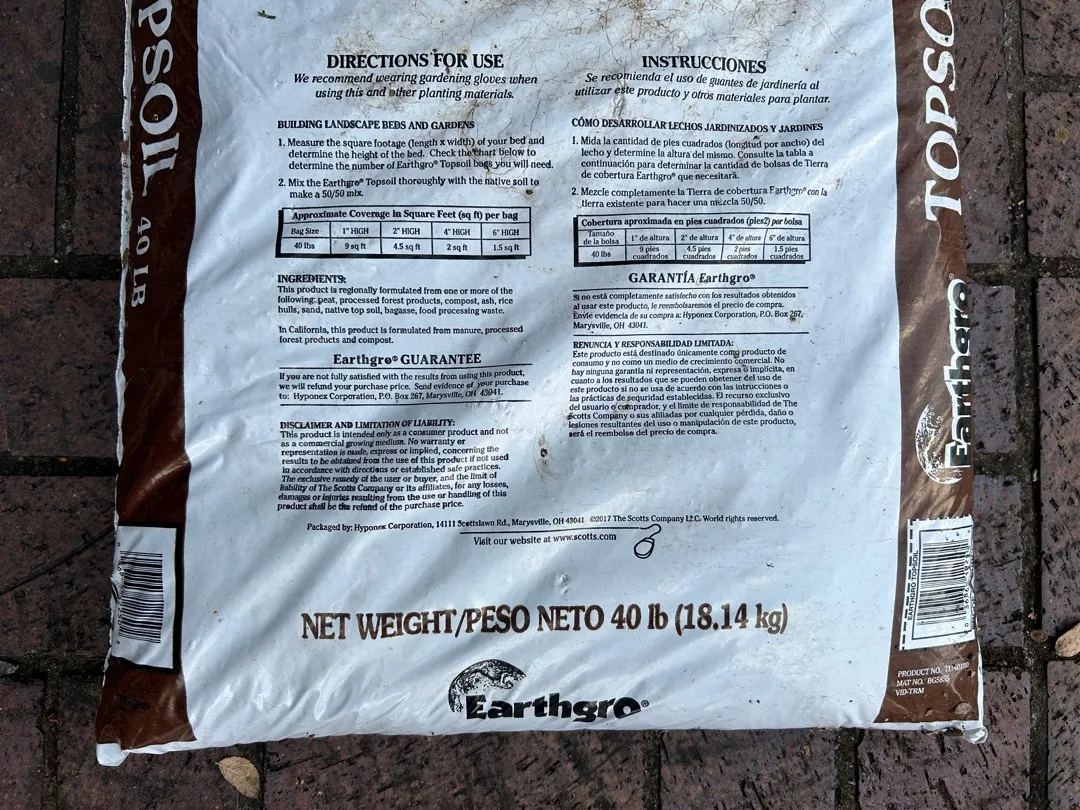 DIRECTIONS FOR USE
We recommend wearing gardening gloves when
using this and other planting materials.
BUILDING LANDSCAPE BEDS AND GARDENS
1. Measure the square footage (length x width) of your bed and
determine the height of the bed. Check the chart below to
determine the number of Earthgro® Topsoil bags you will need.
2. Mix the Earthgro® Topsoil thoroughly with the native soil to
make a 50/50 mix.
Approximate Coverage in Square Feet (sq ft) per bag
Bag Size 1" HIGH 2" HIGH 4" HIGH 6" HIGH
40 lbs 9 sq ft 4.5 sq ft 2 sq ft 1.5 sq ft
INGREDIENTS:
This product is regionally formulated from one or more of the
following: peat, processed forest products, compost, ash, rice
hulls, sand, native top soil, bagasse, food processing waste.
In California, this product is formulated from manure, processed
forest products and compost.
Earthgro® GUARANTEE
If you are not fully satisfied with the results from using this product,
we will refund your purchase price. Send evidence of your purchase
to: Hyponex Corporation, P.O. Box 267, Marysville, OH 43041.
DISCLAIMER AND LIMITATION OF LIABILITY:
This product is intended only as a consumer product and not
as a commercial growing medium. No warranty or
representation is made, express or implied, concerning the
results to be obtained from the use of this product if not used
in accordance with directions or established safe practices.
The exclusive remedy of the user or buyer, and the limit of
liability of The Scotts Company or its affiliates, for any losses,
damages or injuries resulting from the use or handling of this
product shall be the refund of the purchase price.
INSTRUCCIONES
Se recomienda el uso de guantes de jardinería al
utilizar este producto y otros materiales para plantar.
CÓMO DESARROLLAR LECHOS JARDINIZADOS Y JARDINES
1. Mida la cantidad de pies cuadrados (longitud por ancho) del
lecho y determine la altura del mismo. Consulte la tabla a
continuación para determinar la cantidad de bolsas de Tierra
de cobertura Earthgro® que necesitará.
2. Mezcle completamente la Tierra de cobertura Earthgro® con la
tierra existente para hacer una mezcla 50/50.
Cobertura aproximada en pies cuadrados (pies2) por bolsa
Tamaño de la bolsa 1" de altura 2" de altura 4" de altura 6" de altura
40 lbs 9 pies cuadrados 4.5 pies cuadrados 2 pies cuadrados 1.5 pies cuadrados
GARANTÍA Earthgro®
Si no está completamente satisfecho con los resultados obtenidos
al usar este producto, le reembolsaremos el precio de compra.
Envíe evidencia de su compra a: Hyponex Corporation, P.O. Box 267,
Marysville, OH 43041.
RENUNCIA Y RESPONSABILIDAD LIMITADA:
Este producto está destinado únicamente como producto de
consumo y no como un medio de crecimiento comercial. No
hay ninguna garantía ni representación, expresa o implícita, en
cuanto a los resultados que se pueden obetener del uso de
este producto si no se usa de acuerdo con las intrucciones o
las prácticas de seguridad establecidas. El recurso exclusivo
del usuario o comprador, y el límite de responsabilidad de The
Scotts Company o sus afiliadas por cualquier pérdida, daño o
lesiones resultantes del uso o manipulación de este producto,
será el reembolso del precio de compra.
Packaged by: Hyponex Corporation, 14111 Scottslawn Rd., Marysville, OH 43041 ©2017 The Scotts Company LLC. World rights reserved.
Visit our website at www.scotts.com
NET WEIGHT/PESO NETO 40 lb (18.14 kg)
Earthgro®
PSOIL 40 LB
TOPSO
Earthgro®
EARTHGRO TOPSOIL
PRODUCT NO.
MAT NO. BG5855
VID-TRM